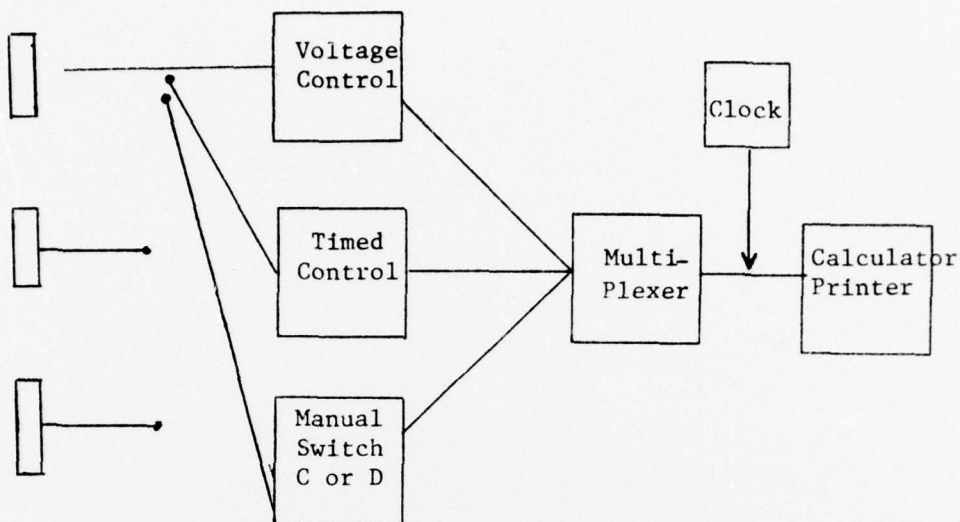 Voltage
Control
Clock
Timed
Control
Multi-
Plexer
Calculator
Printer
Manual
Switch
C or D